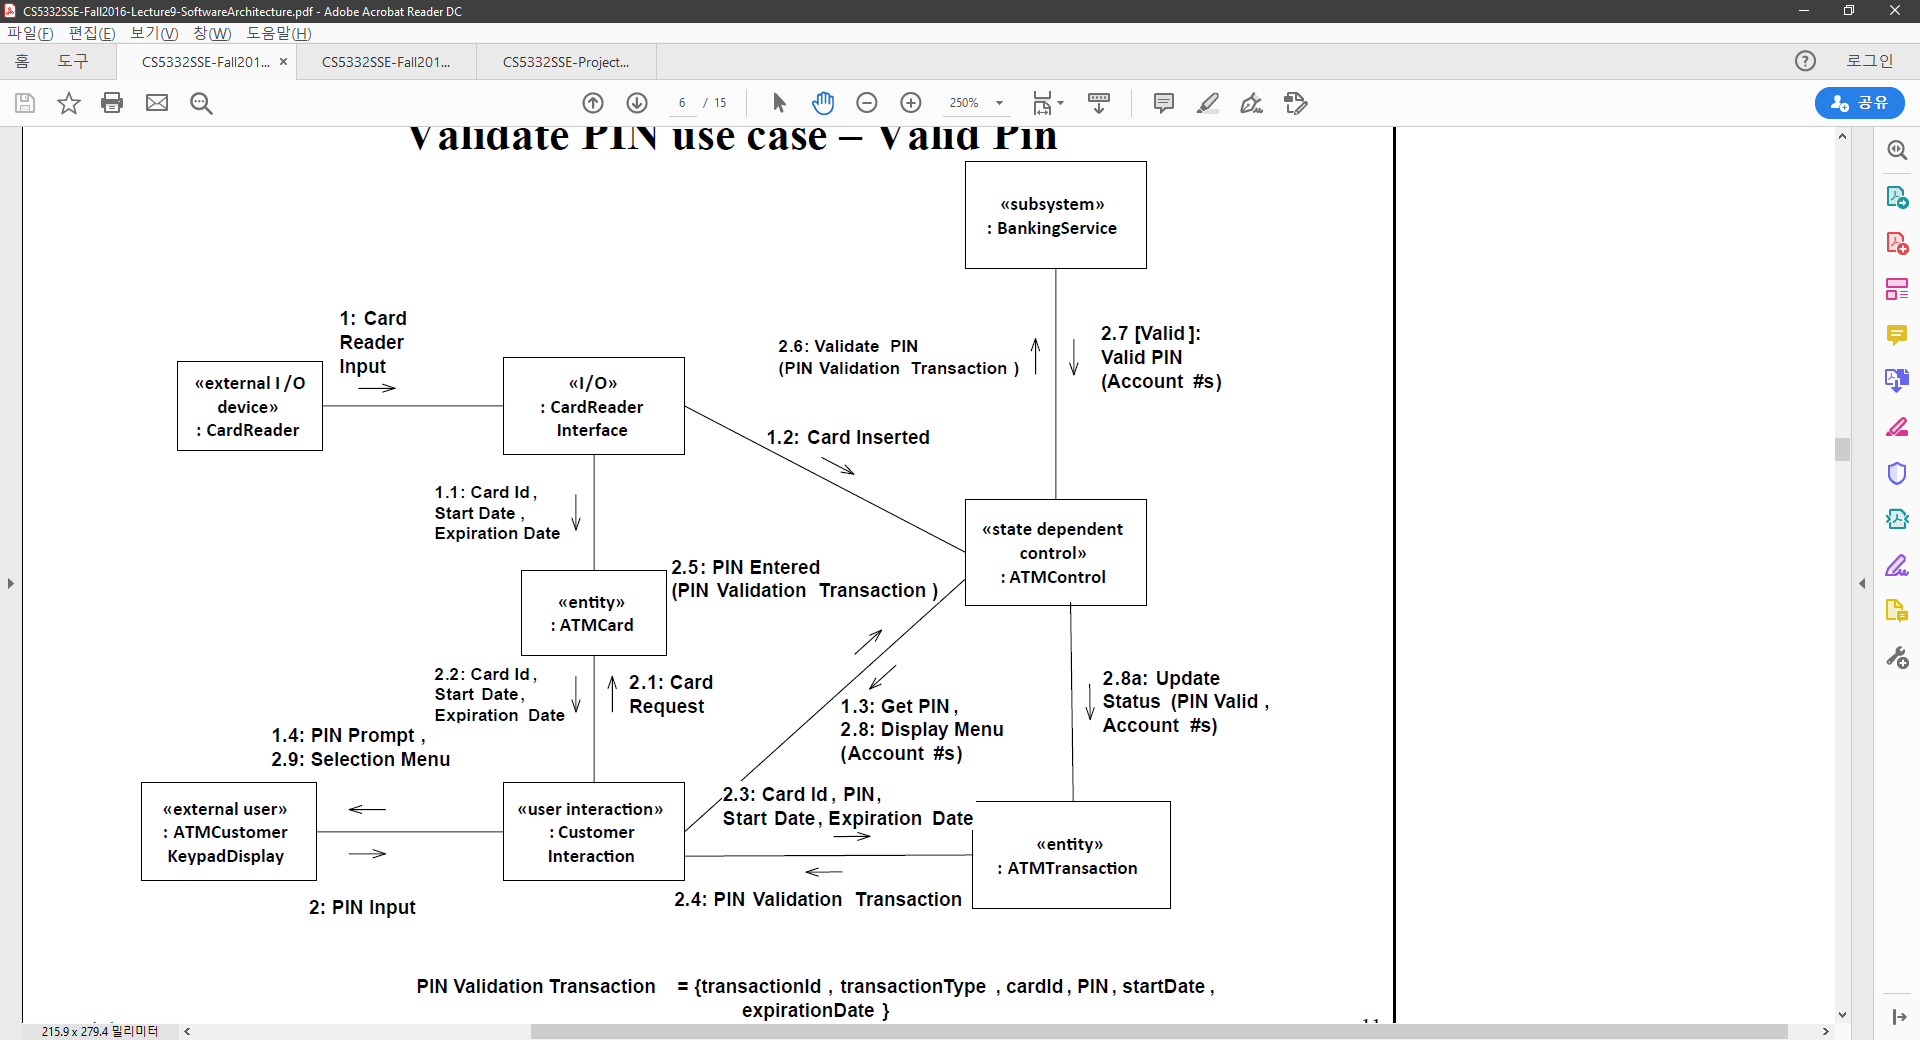 CS5332SSE-Fall2016-Lecture9-SoftwareArchitecture.pdf - Adobe Acrobat Reader DC
파일(F) 편집(E) 보기(V) 창(W) 도움말(H)
홈 도구 CS5332SSE-Fall201... × CS5332SSE-Fall201... CS5332SSE-Project... 로그인
6 / 15 250% 공유
Validate PIN use case – Valid Pin
«subsystem»
: BankingService
1: Card
Reader
Input
2.6: Validate PIN
(PIN Validation Transaction )
2.7 [Valid ]:
Valid PIN
(Account #s)
«external I /O
device»
: CardReader
«I/O»
: CardReader
Interface
1.2: Card Inserted
1.1: Card Id ,
Start Date ,
Expiration Date
«state dependent
control»
: ATMControl
2.5: PIN Entered
(PIN Validation Transaction )
«entity»
: ATMCard
2.2: Card Id ,
Start Date ,
Expiration Date
2.1: Card
Request
1.3: Get PIN ,
2.8: Display Menu
(Account #s)
2.8a: Update
Status (PIN Valid ,
Account #s)
1.4: PIN Prompt ,
2.9: Selection Menu
«external user»
: ATMCustomer
KeypadDisplay
«user interaction»
: Customer
Interaction
2.3: Card Id , PIN ,
Start Date , Expiration Date
«entity»
: ATMTransaction
2.4: PIN Validation Transaction
2: PIN Input
PIN Validation Transaction = {transactionId , transactionType , cardId , PIN , startDate ,
expirationDate }
215.9 x 279.4 밀리미터